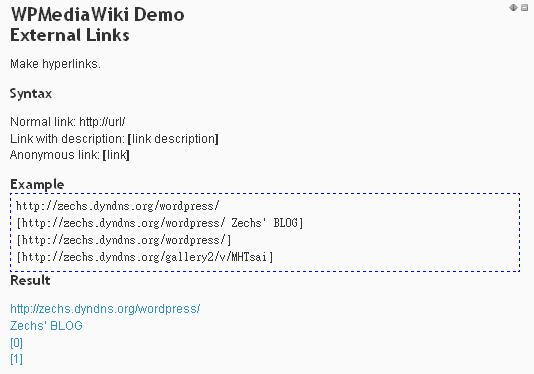 WPMediaWiki Demo
External Links
Make hyperlinks.
Syntax
Normal link: http://url/
Link with description: [link description]
Anonymous link: [link]
Example
http://zechs.dyndns.org/wordpress/
[http://zechs.dyndns.org/wordpress/ Zechs' BLOG]
[http://zechs.dyndns.org/wordpress/]
[http://zechs.dyndns.org/gallery2/v/MHTsai]
Result
http://zechs.dyndns.org/wordpress/
Zechs' BLOG
[0]
[1]